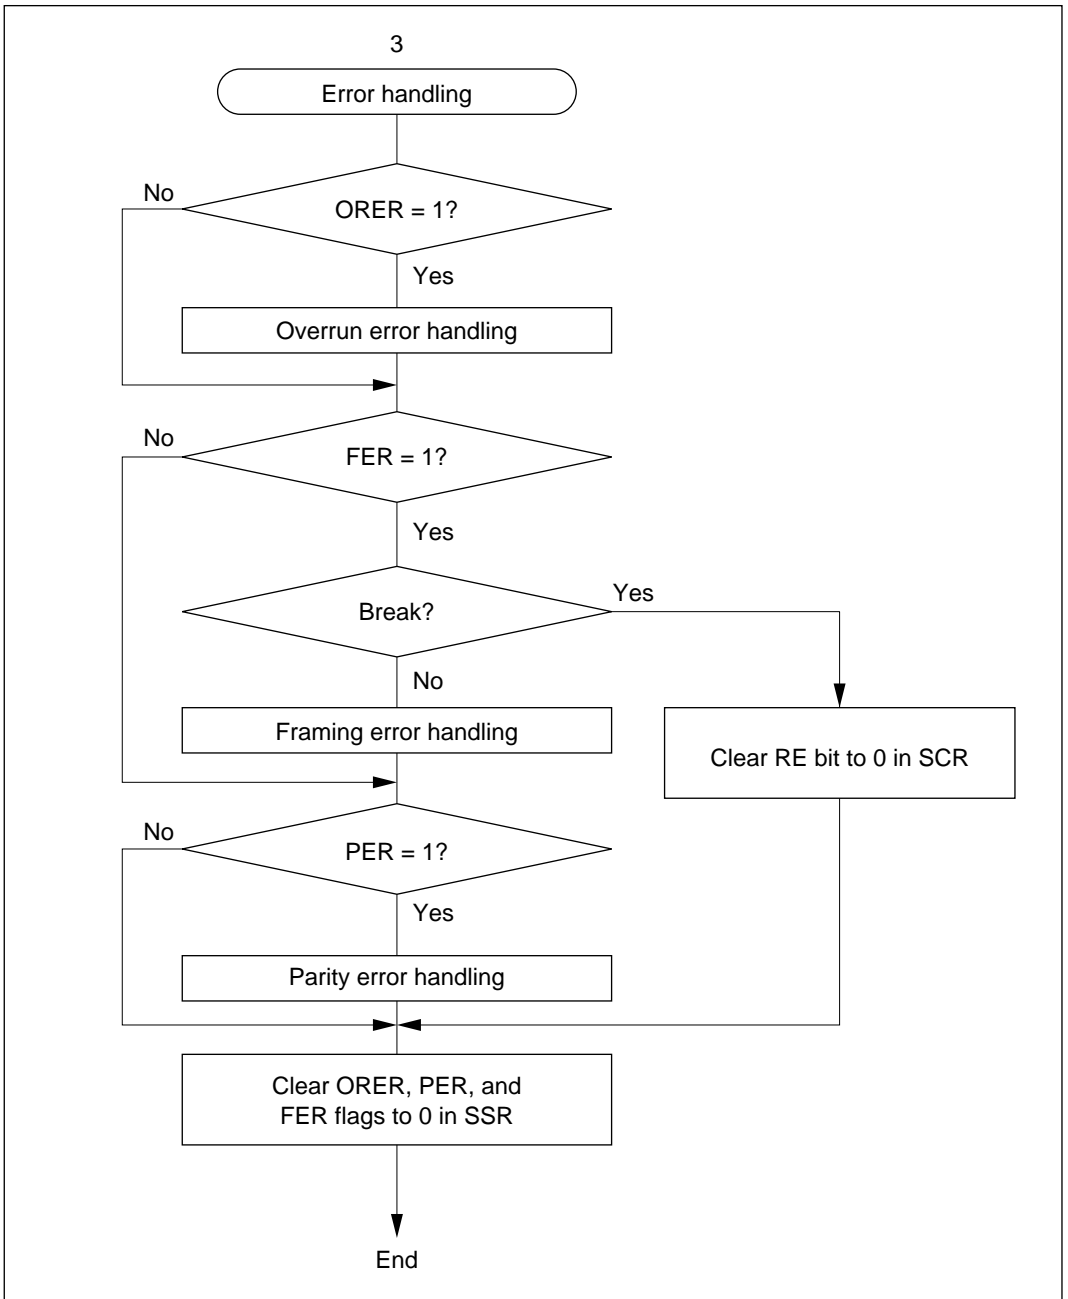 3
Error handling
No
ORER = 1?
Yes
Overrun error handling
No
FER = 1?
Yes
Break?
Yes
No
Framing error handling
Clear RE bit to 0 in SCR
No
PER = 1?
Yes
Parity error handling
Clear ORER, PER, and
FER flags to 0 in SSR
End